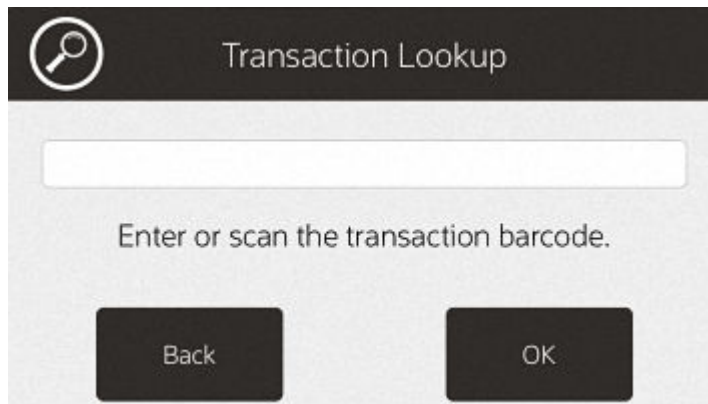 Transaction Lookup
Enter or scan the transaction barcode.
Back
OK